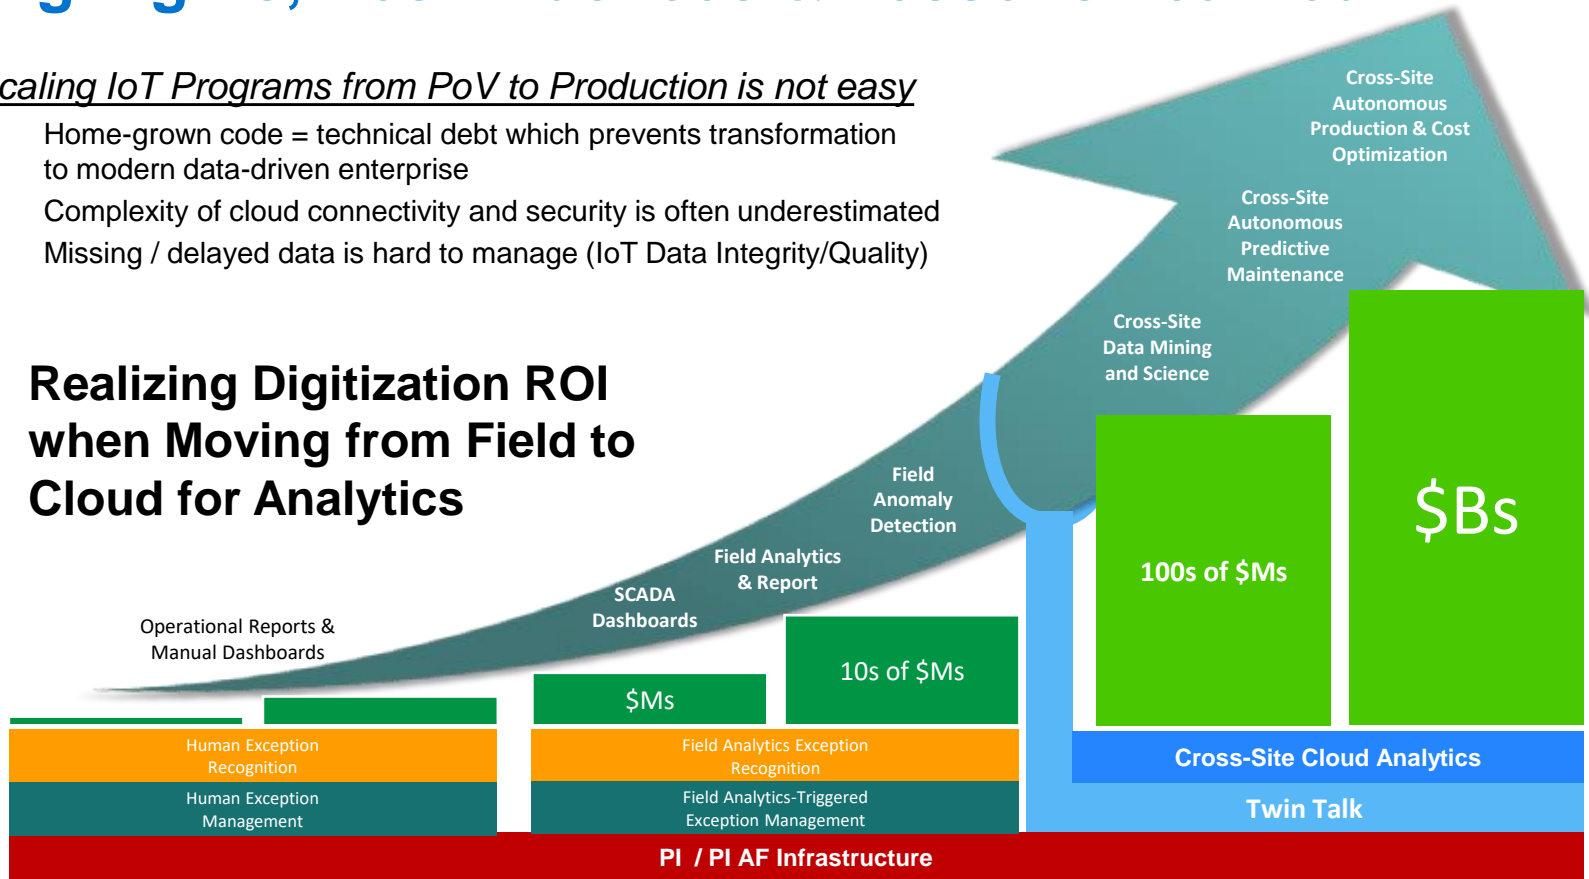 caling IoT Programs from PoV to Production is not easy
Home-grown code = technical debt which prevents transformation
to modern data-driven enterprise
Complexity of cloud connectivity and security is often underestimated
Missing / delayed data is hard to manage (IoT Data Integrity/Quality)
Realizing Digitization ROI
when Moving from Field to
Cloud for Analytics
Operational Reports &
Manual Dashboards
SCADA
Dashboards
Field Analytics
& Report
Field
Anomaly
Detection
Cross-Site
Data Mining
and Science
Cross-Site
Autonomous
Predictive
Maintenance
Cross-Site
Autonomous
Production & Cost
Optimization
$Ms
10s of $Ms
100s of $Ms
$Bs
Human Exception
Recognition
Human Exception
Management
Field Analytics Exception
Recognition
Field Analytics-Triggered
Exception Management
Cross-Site Cloud Analytics
Twin Talk
PI / PI AF Infrastructure